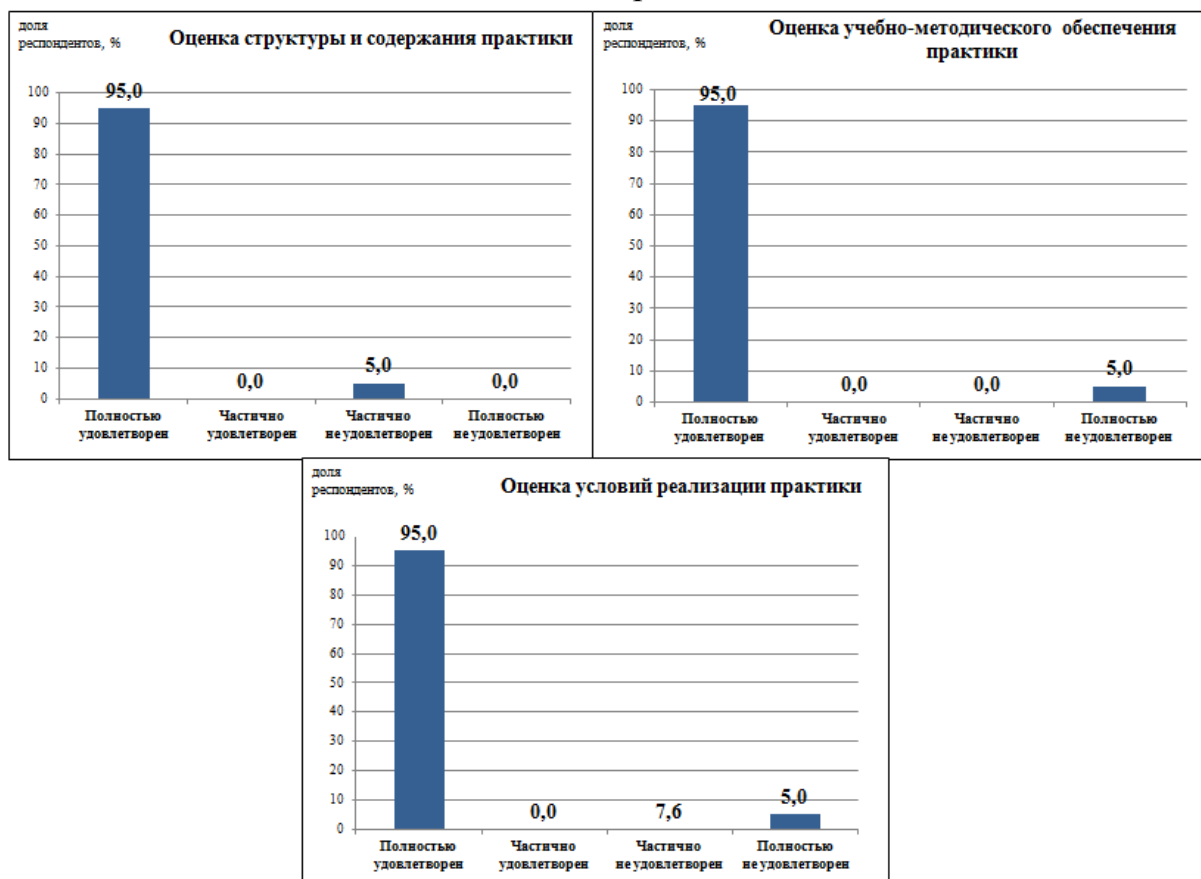 доля
респондентов, %
Оценка структуры и содержания практики
100
90
80
70
60
50
40
30
20
10
0
95,0
0,0
5,0
0,0
Полностью
удовлетворен
Частично
удовлетворен
Частично
не удовлетворен
Полностью
не удовлетворен
доля
респондентов, %
Оценка учебно-методического обеспечения
практики
100
90
80
70
60
50
40
30
20
10
0
95,0
0,0
0,0
5,0
Полностью
удовлетворен
Частично
удовлетворен
Частично
не удовлетворен
Полностью
не удовлетворен
доля
респондентов, %
Оценка условий реализации практики
100
90
80
70
60
50
40
30
20
10
0
95,0
0,0
7,6
5,0
Полностью
удовлетворен
Частично
удовлетворен
Частично
не удовлетворен
Полностью
не удовлетворен